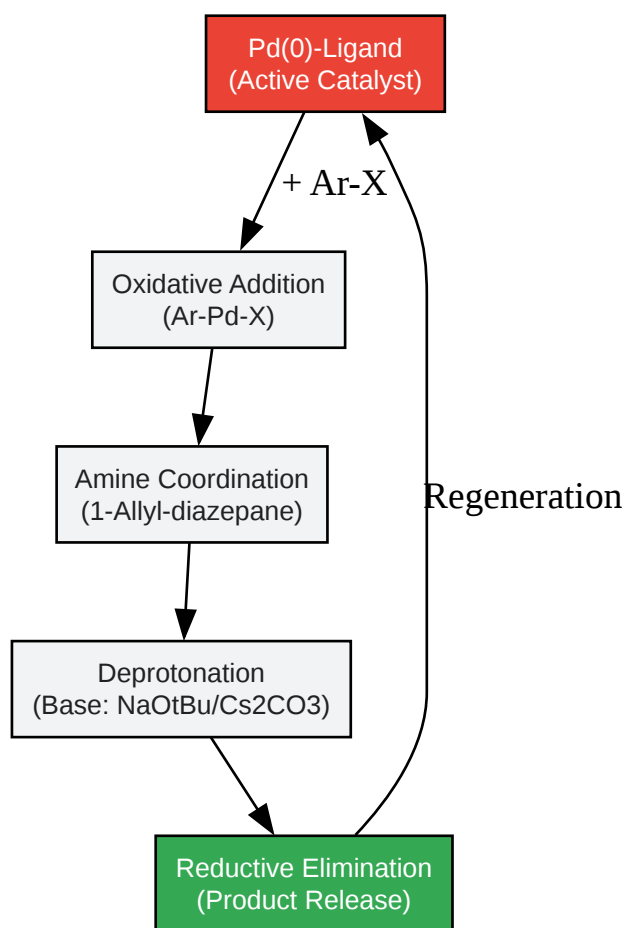 Pd(0)-Ligand
(Active Catalyst)
+ Ar-X
Oxidative Addition
(Ar-Pd-X)
Amine Coordination
(1-Allyl-diazepane)
Regeneration
Deprotonation
(Base: NaOtBu/Cs2CO3)
Reductive Elimination
(Product Release)